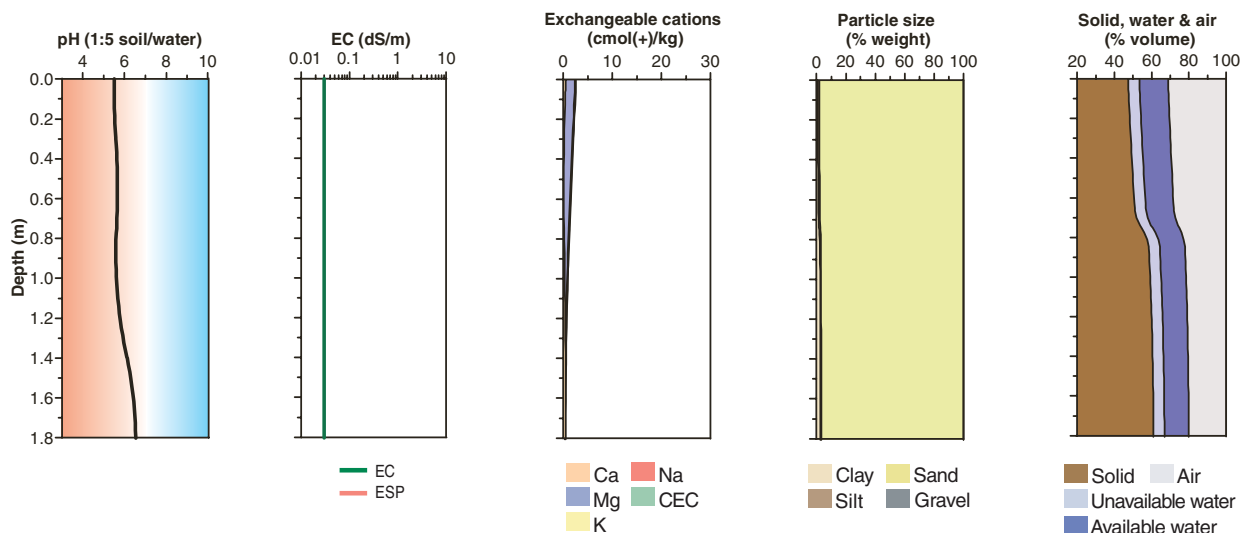 pH (1:5 soil/water)
4 6 8 10
Depth (m)
0.0
0.2
0.4
0.6
0.8
1.0
1.2
1.4
1.6
1.8
EC (dS/m)
0.01 0.1 1 10
EC
ESP
Exchangeable cations
(cmol(+)/kg)
0 10 20 30
Ca Na
Mg CEC
K
Particle size
(% weight)
0 20 40 60 80 100
Clay Sand
Silt Gravel
Solid, water & air
(% volume)
20 40 60 80 100
Solid Air
Unavailable water
Available water